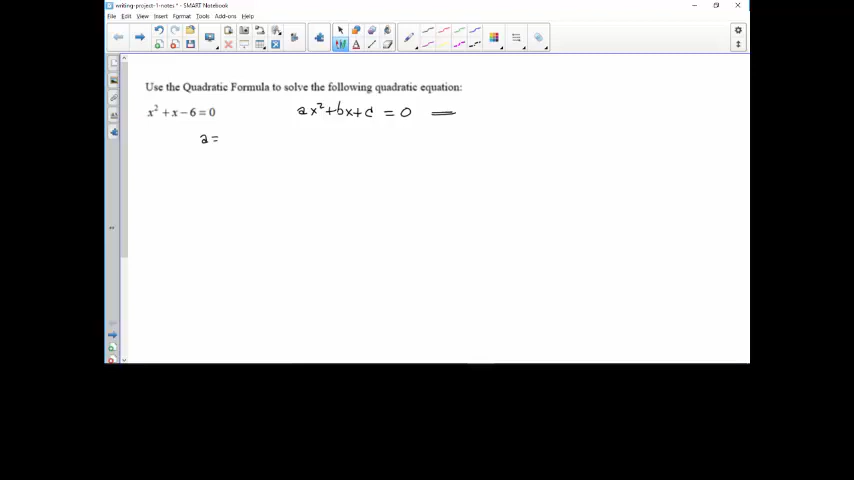 writing-project-1-notes * - SMART Notebook
File Edit View Insert Format Tools Add-ons Help
Use the Quadratic Formula to solve the following quadratic equation:
x² + x − 6 = 0 ax² + bx + c = 0
a =